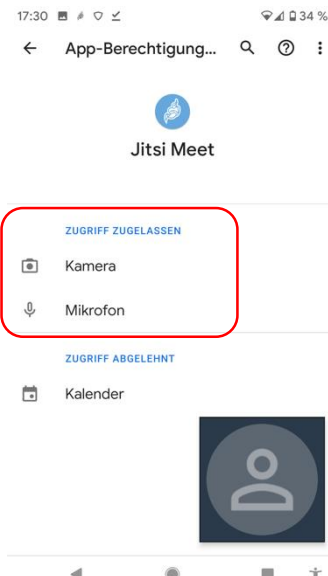 17:30 34 %
App-Berechtigung...
Jitsi Meet
ZUGRIFF ZUGELASSEN
Kamera
Mikrofon
ZUGRIFF ABGELEHNT
Kalender